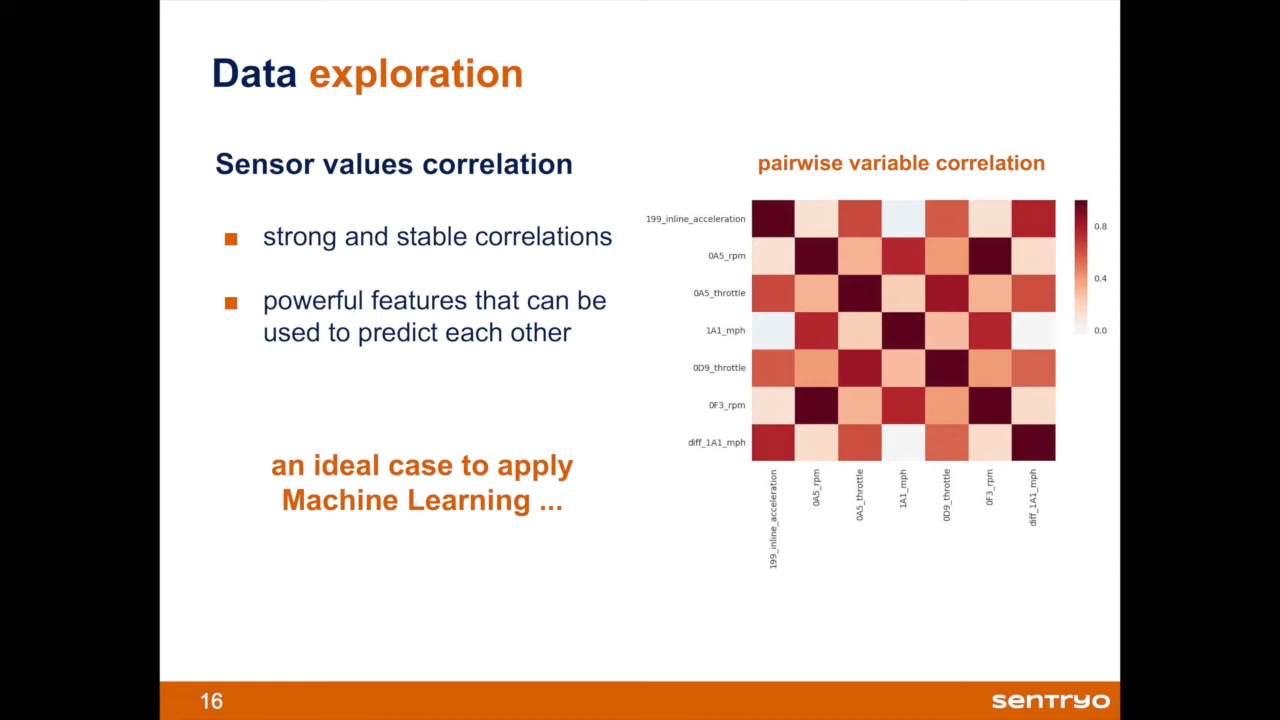 Data exploration
Sensor values correlation
strong and stable correlations
powerful features that can be
used to predict each other
an ideal case to apply
Machine Learning ...
pairwise variable correlation
199_inline_acceleration
0A5_rpm
0A5_throttle
1A1_mph
0D9_throttle
0F3_rpm
diff_1A1_mph
0.8
0.4
0.0
199_inline_acceleration
0A5_rpm
0A5_throttle
1A1_mph
0D9_throttle
0F3_rpm
diff_1A1_mph
16
sentryo